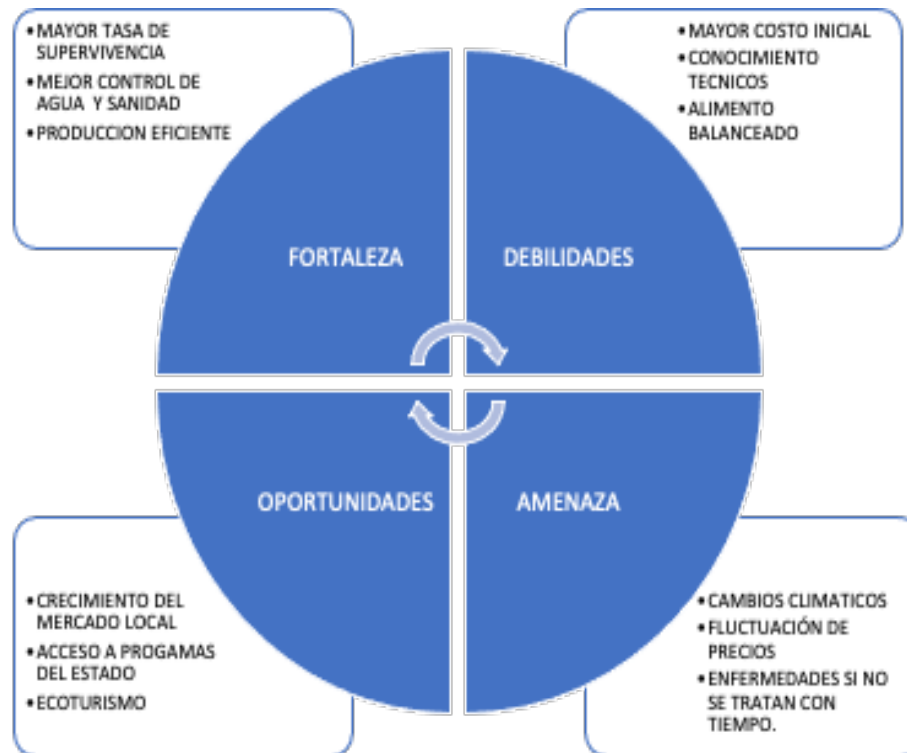 •MAYOR TASA DE
SUPERVIVENCIA
•MEJOR CONTROL DE
AGUA Y SANIDAD
•PRODUCCION EFICIENTE
•MAYOR COSTO INICIAL
•CONOCIMIENTO
TECNICOS
•ALIMENTO
BALANCEADO
FORTALEZA
DEBILIDADES
OPORTUNIDADES
AMENAZA
•CRECIMIENTO DEL
MERCADO LOCAL
•ACCESO A PROGAMAS
DEL ESTADO
•ECOTURISMO
•CAMBIOS CLIMATICOS
•FLUCTUACIÓN DE
PRECIOS
•ENFERMEDADES SI NO
SE TRATAN CON
TIEMPO.